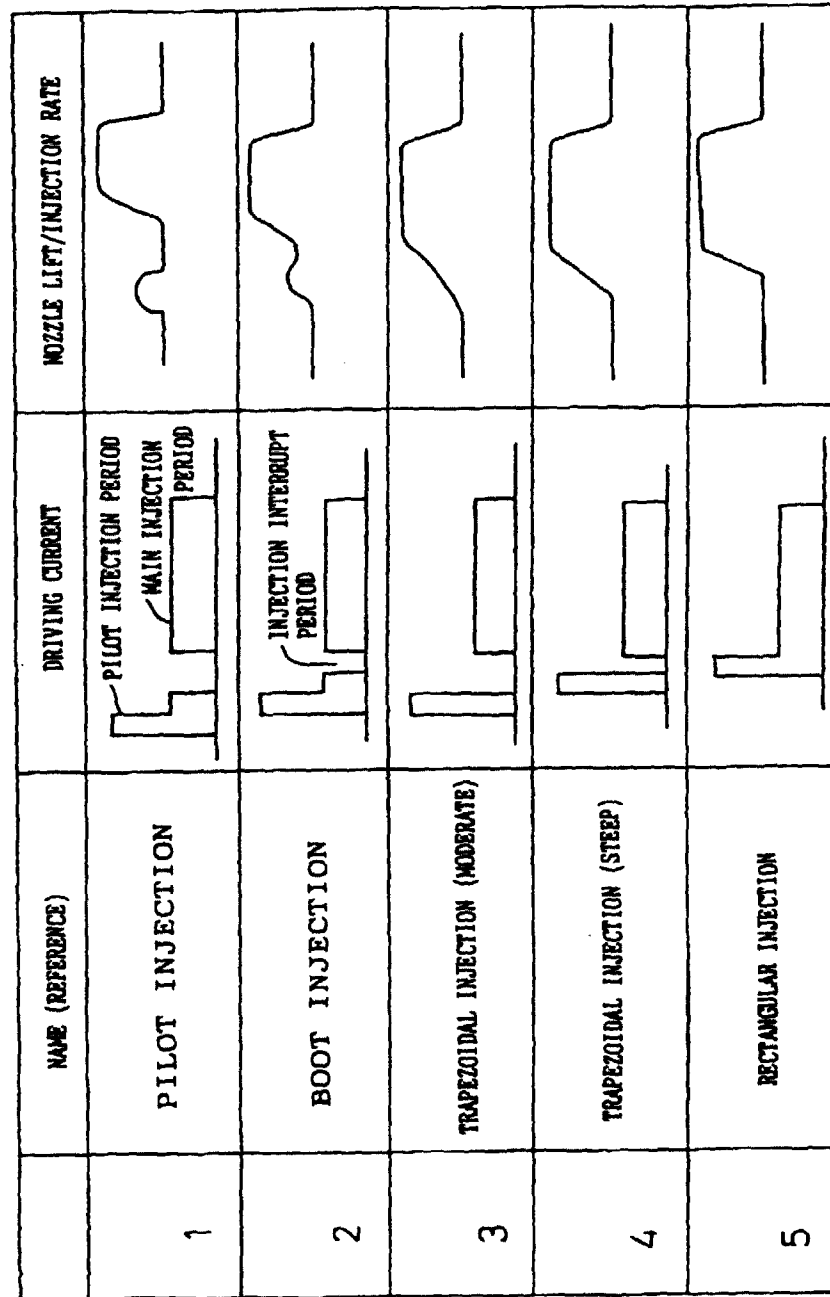 NAME (REFERENCE)
DRIVING CURRENT
NOZZLE LIFT/INJECTION RATE
1
PILOT INJECTION
PILOT INJECTION PERIOD
MAIN INJECTION
PERIOD
2
BOOT INJECTION
INJECTION INTERRUPT
PERIOD
3
TRAPEZOIDAL INJECTION (MODERATE)
4
TRAPEZOIDAL INJECTION (STEEP)
5
RECTANGULAR INJECTION